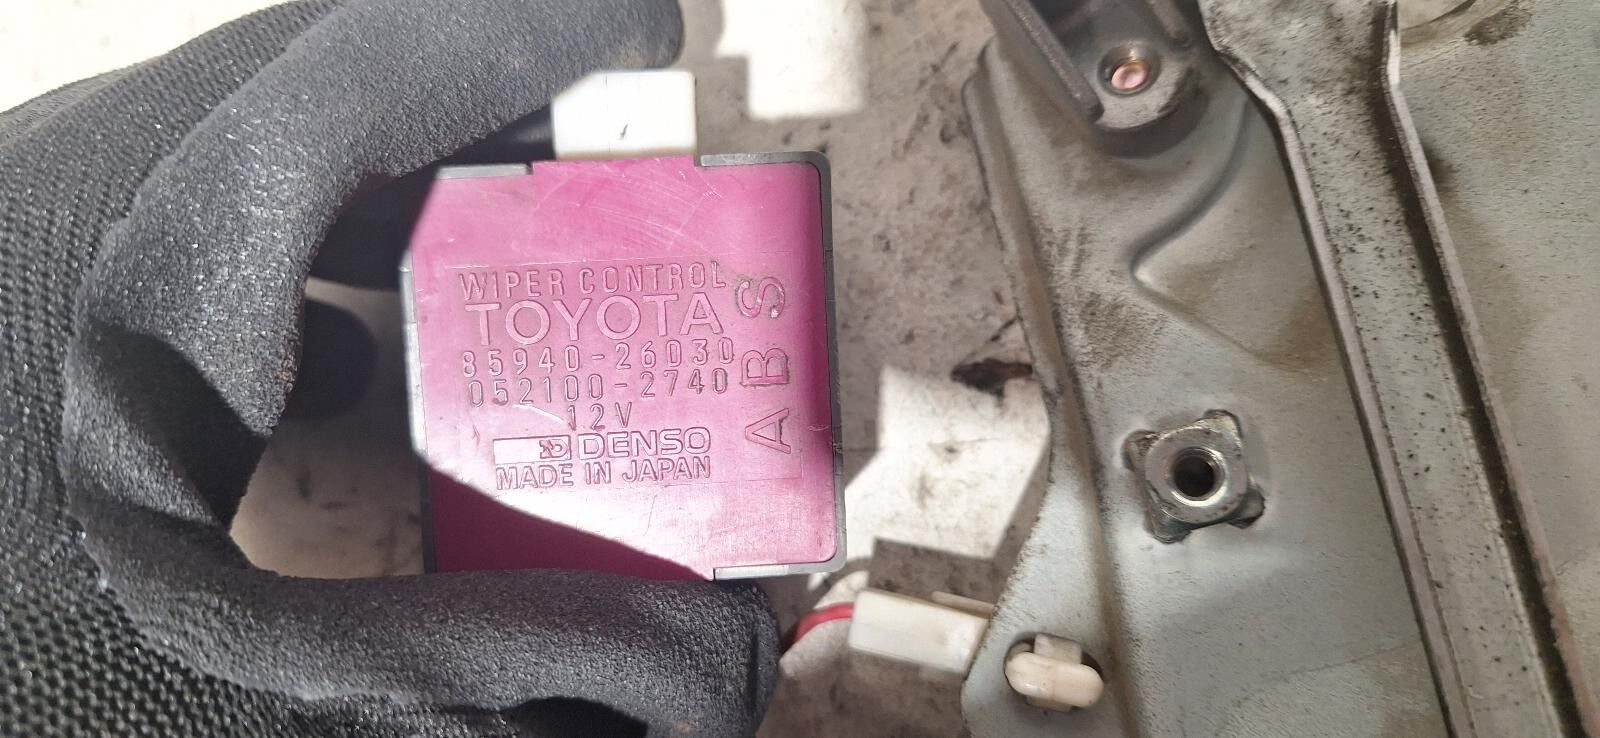 WIPER CONTROL
TOYOTA
85940-26030
052100-2740
12V
DENSO
MADE IN JAPAN
ABS